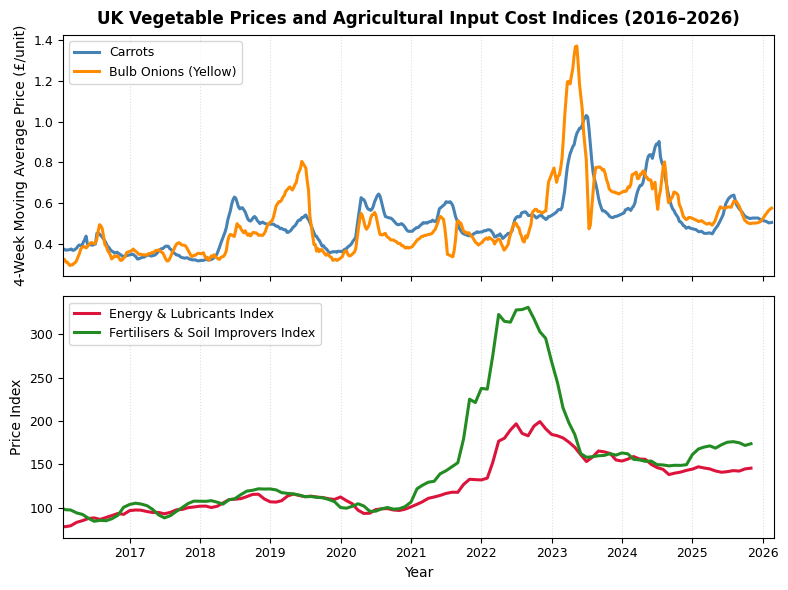 UK Vegetable Prices and Agricultural Input Cost Indices (2016–2026)
4-Week Moving Average Price (£/unit)
1.4
1.2
1.0
0.8
0.6
0.4
Carrots
Bulb Onions (Yellow)
Price Index
300
250
200
150
100
Energy & Lubricants Index
Fertilisers & Soil Improvers Index
2017 2018 2019 2020 2021 2022 2023 2024 2025 2026
Year